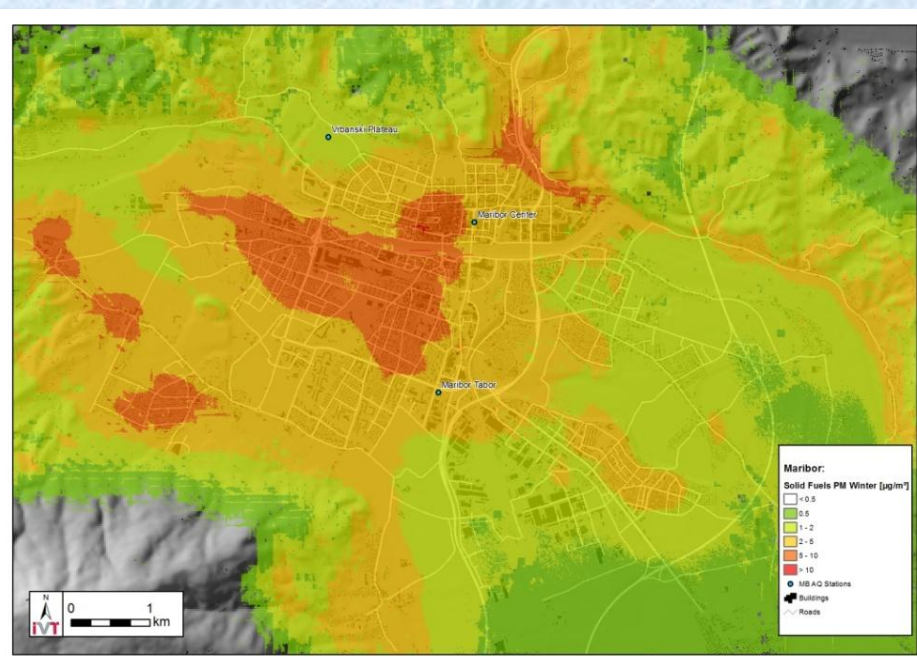 Vrbanski Plateau
Maribor Center
Maribor Tabor
Maribor:
Solid Fuels PM Winter [µg/m³]
< 0.5
0.5
1 - 2
2 - 5
5 - 10
> 10
MB AQ Stations
Buildings
Roads
N
iVT
0 1
km